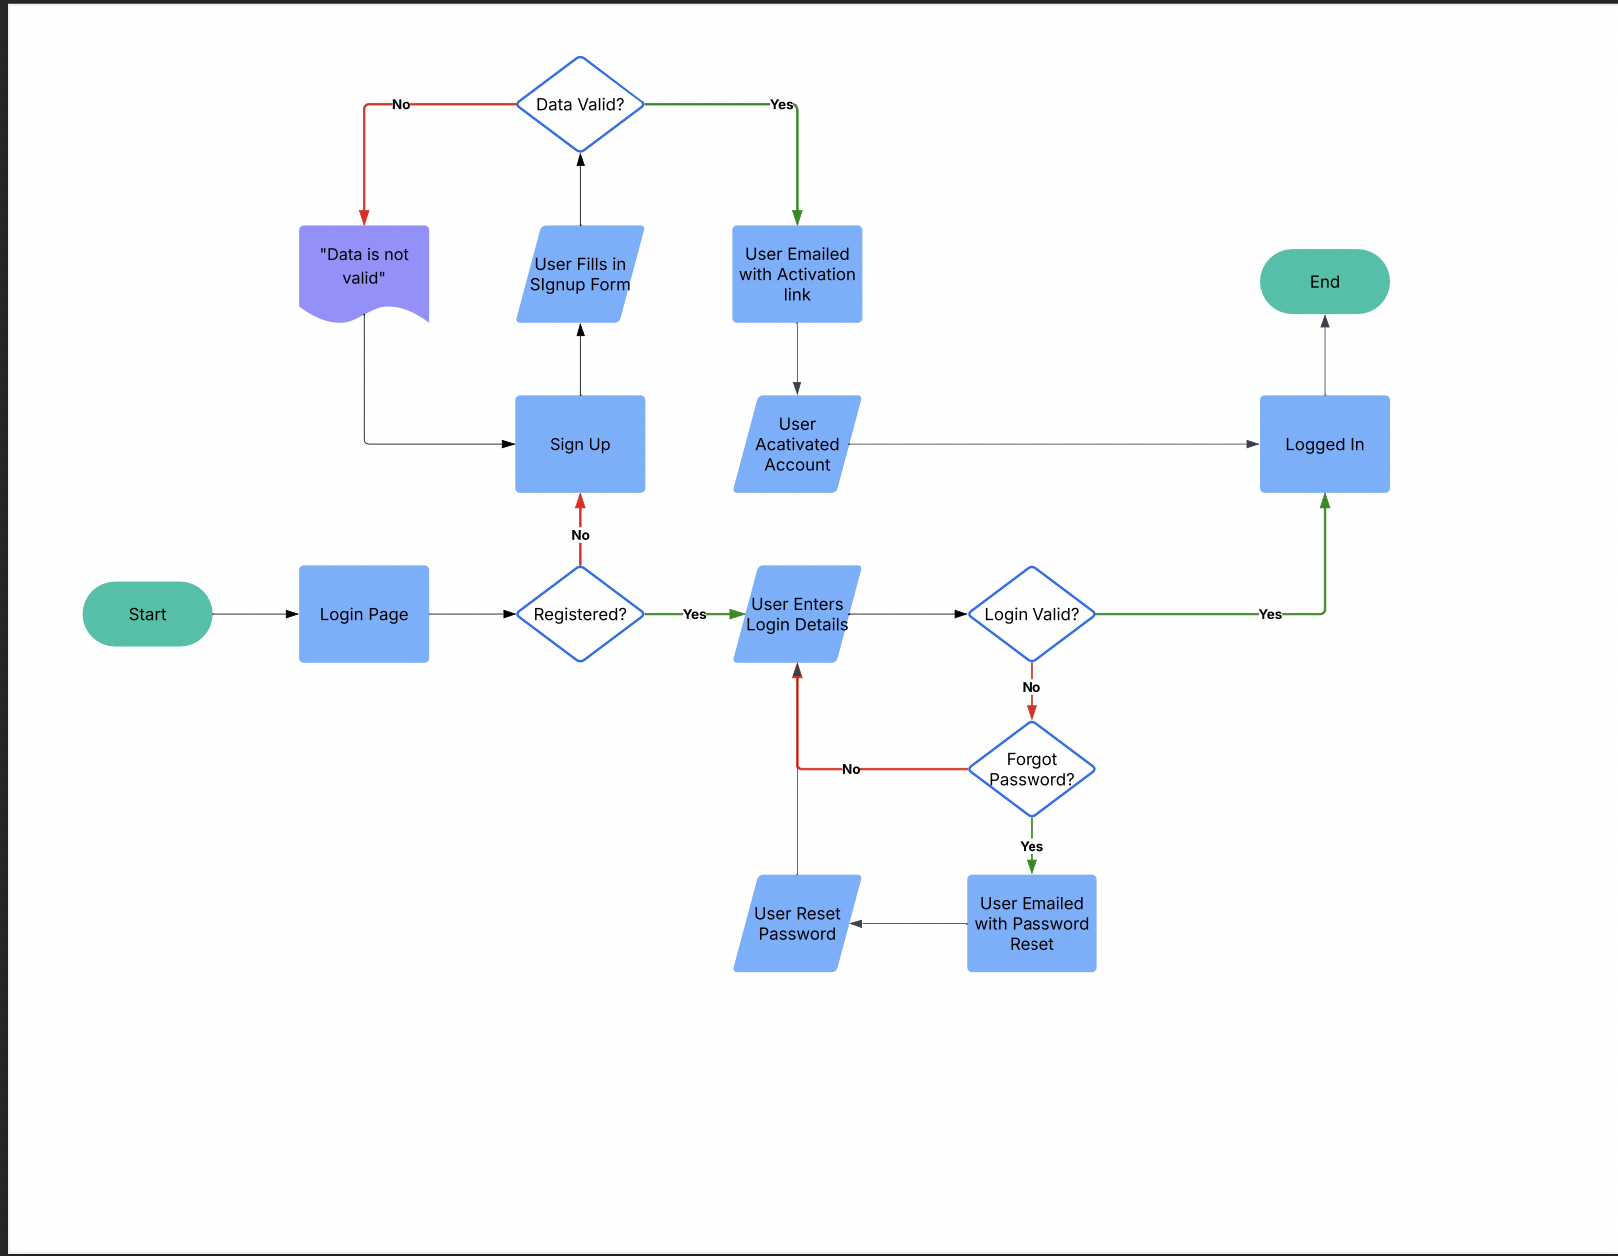 Data Valid?
No
Yes
"Data is not
valid"
User Fills in
SIgnup Form
User Emailed
with Activation
link
End
Sign Up
User
Acativated
Account
Logged In
No
Start
Login Page
Registered?
Yes
User Enters
Login Details
Login Valid?
Yes
No
Forgot
Password?
No
Yes
User Reset
Password
User Emailed
with Password
Reset